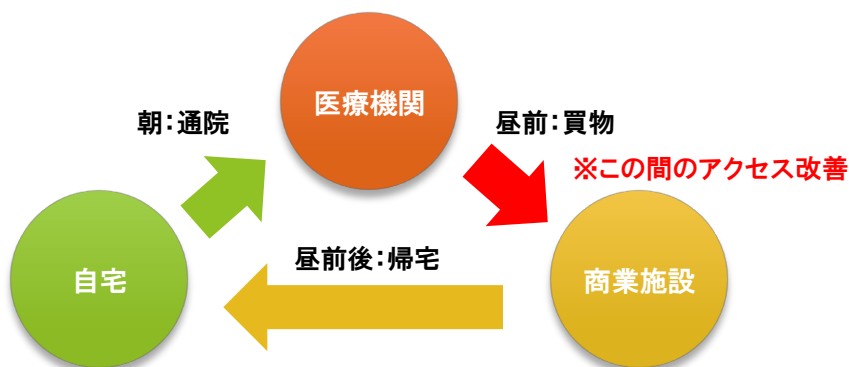 医療機関
朝：通院
昼前：買物
※この間のアクセス改善
昼前後：帰宅
自宅
商業施設